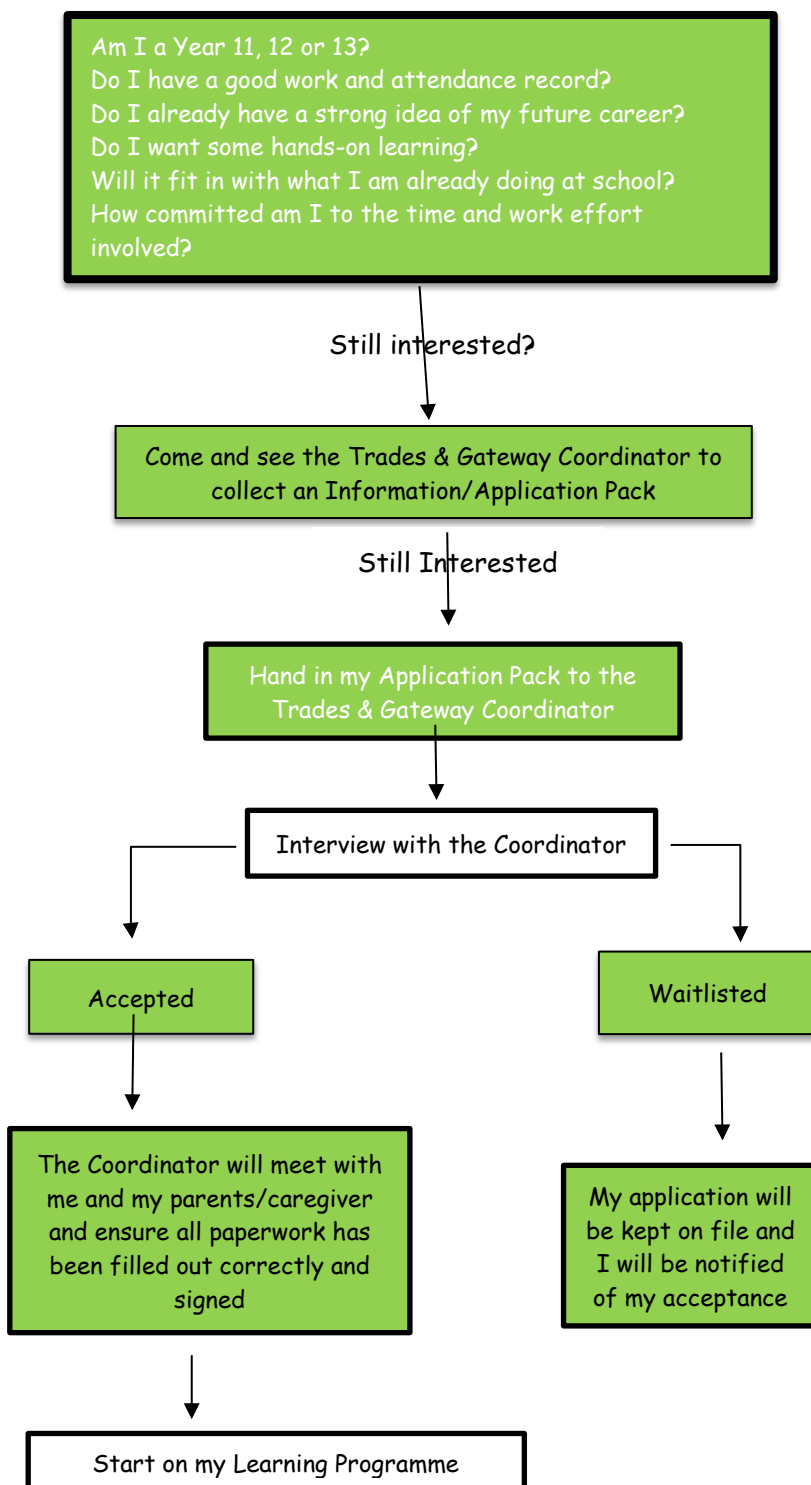 Am I a Year 11, 12 or 13?
Do I have a good work and attendance record?
Do I already have a strong idea of my future career?
Do I want some hands-on learning?
Will it fit in with what I am already doing at school?
How committed am I to the time and work effort
involved?
Still interested?
Come and see the Trades & Gateway Coordinator to
collect an Information/Application Pack
Still Interested
Hand in my Application Pack to the
Trades & Gateway Coordinator
Interview with the Coordinator
Accepted
Waitlisted
The Coordinator will meet with
me and my parents/caregiver
and ensure all paperwork has
been filled out correctly and
signed
My application will
be kept on file and
I will be notified
of my acceptance
Start on my Learning Programme